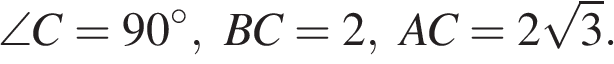 ∠C = 90°, BC = 2, AC = 2√3.